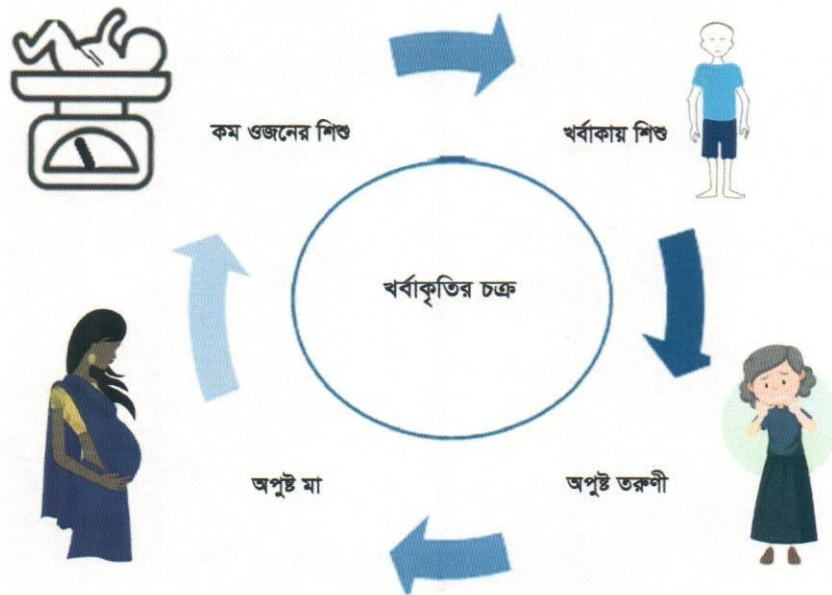 কম ওজনের শিশু
খর্বাকায় শিশু
খর্বাকৃতির চক্র
অপুষ্ট মা
অপুষ্ট তরুণী